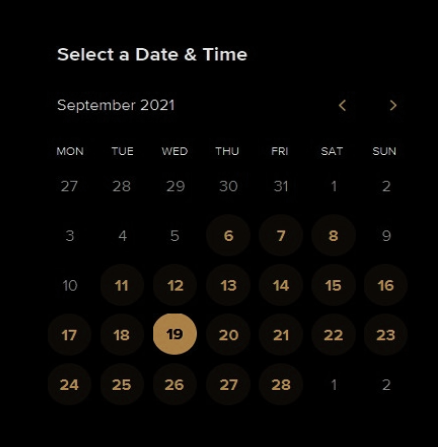 Select a Date & Time
September 2021
MON TUE WED THU FRI SAT SUN
27 28 29 30 31 1 2
3 4 5 6 7 8 9
10 11 12 13 14 15 16
17 18 19 20 21 22 23
24 25 26 27 28 1 2